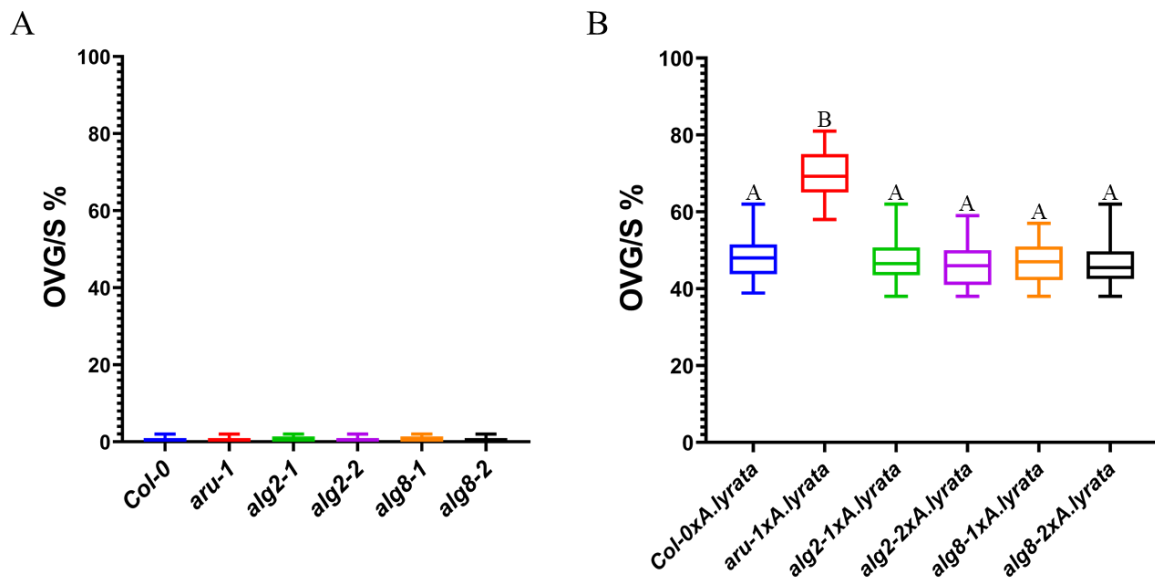 A
OVG/S %
100
80
60
40
20
0
Col-0
aru-1
alg2-1
alg2-2
alg8-1
alg8-2
B
OVG/S %
100
80
60
40
20
0
A
B
A
A
A
A
Col-0xA.lyrata
aru-1xA.lyrata
alg2-1xA.lyrata
alg2-2xA.lyrata
alg8-1xA.lyrata
alg8-2xA.lyrata